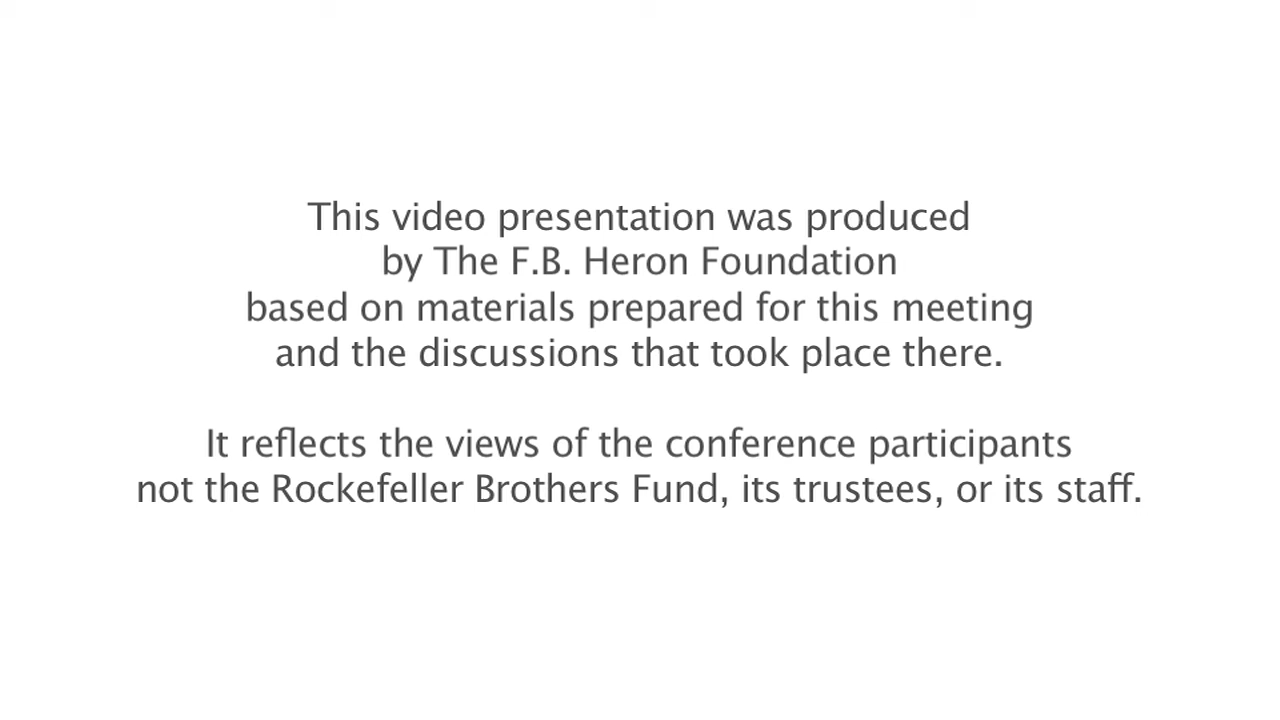 This video presentation was produced
by The F.B. Heron Foundation
based on materials prepared for this meeting
and the discussions that took place there.
It reflects the views of the conference participants
not the Rockefeller Brothers Fund, its trustees, or its staff.